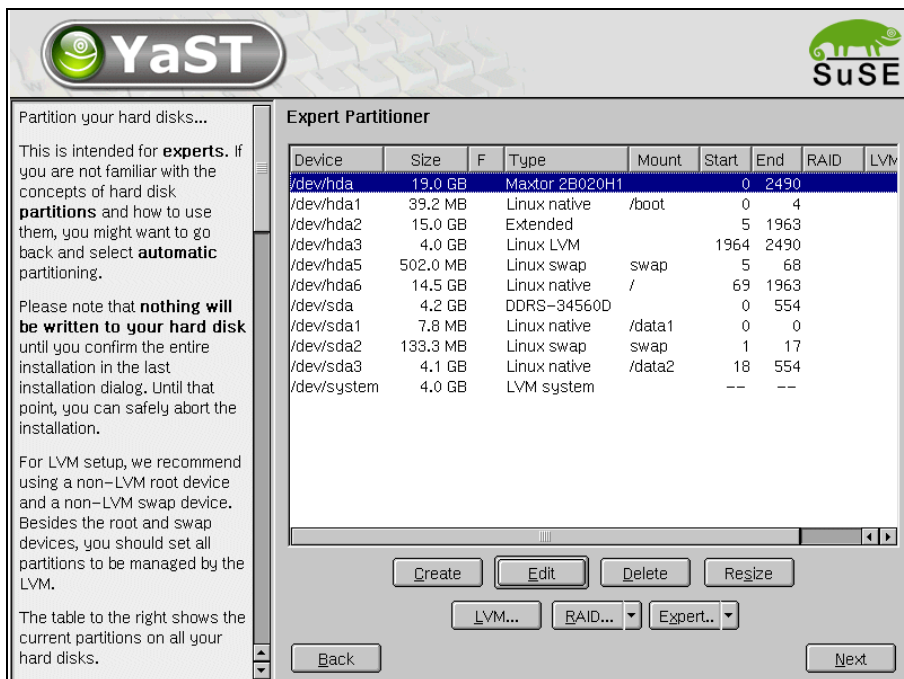 YaST
SuSE
Partition your hard disks...
This is intended for experts. If
you are not familiar with the
concepts of hard disk
partitions and how to use
them, you might want to go
back and select automatic
partitioning.
Please note that nothing will
be written to your hard disk
until you confirm the entire
installation in the last
installation dialog. Until that
point, you can safely abort the
installation.
For LVM setup, we recommend
using a non-LVM root device
and a non-LVM swap device.
Besides the root and swap
devices, you should set all
partitions to be managed by the
LVM.
The table to the right shows the
current partitions on all your
hard disks.
Expert Partitioner
Device Size F Type Mount Start End RAID LVM
/dev/hda 19.0 GB Maxtor 2B020H1 0 2490
/dev/hda1 39.2 MB Linux native /boot 0 4
/dev/hda2 15.0 GB Extended 5 1963
/dev/hda3 4.0 GB Linux LVM 1964 2490
/dev/hda5 502.0 MB Linux swap swap 5 68
/dev/hda6 14.5 GB Linux native / 69 1963
/dev/sda 4.2 GB DDRS-34560D 0 554
/dev/sda1 7.8 MB Linux native /data1 0 0
/dev/sda2 133.3 MB Linux swap swap 1 17
/dev/sda3 4.1 GB Linux native /data2 18 554
/dev/system 4.0 GB LVM system -- --
Create Edit Delete Resize
LVM... RAID... Expert..
Back Next